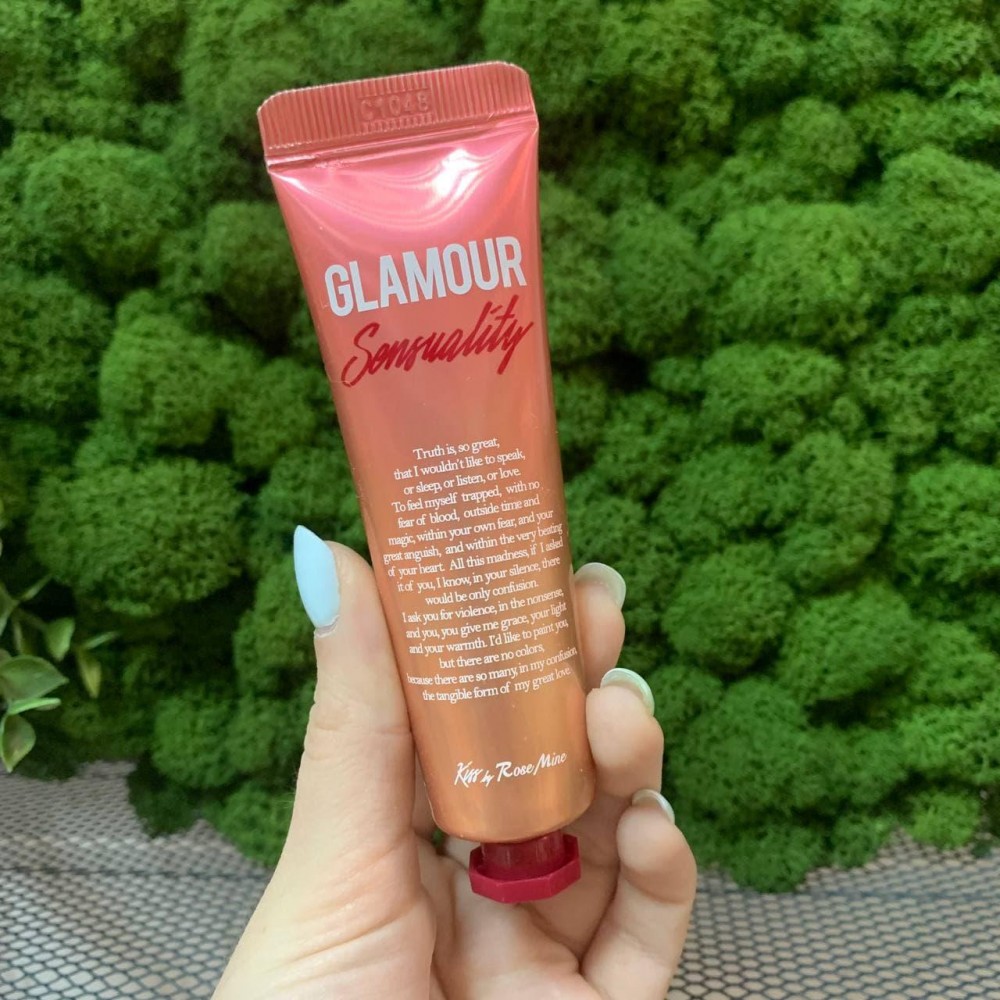 C1048
GLAMOUR
Sensuality
Truth is, so great,
that I wouldn't like to speak,
or sleep, or listen, or love.
To feel myself trapped, with no
fear of blood, outside time and
magic, within your own fear, and your
great anguish, and within the very beating
of your heart. All this madness, if I asked
it of you, I know, in your silence, there
would be only confusion.
I ask you for violence, in the nonsense,
and you, you give me grace, your light
and your warmth. I'd like to paint you,
but there are no colors,
because there are so many, in my confusion,
the tangible form of my great love.
Kiss by Rose Mine